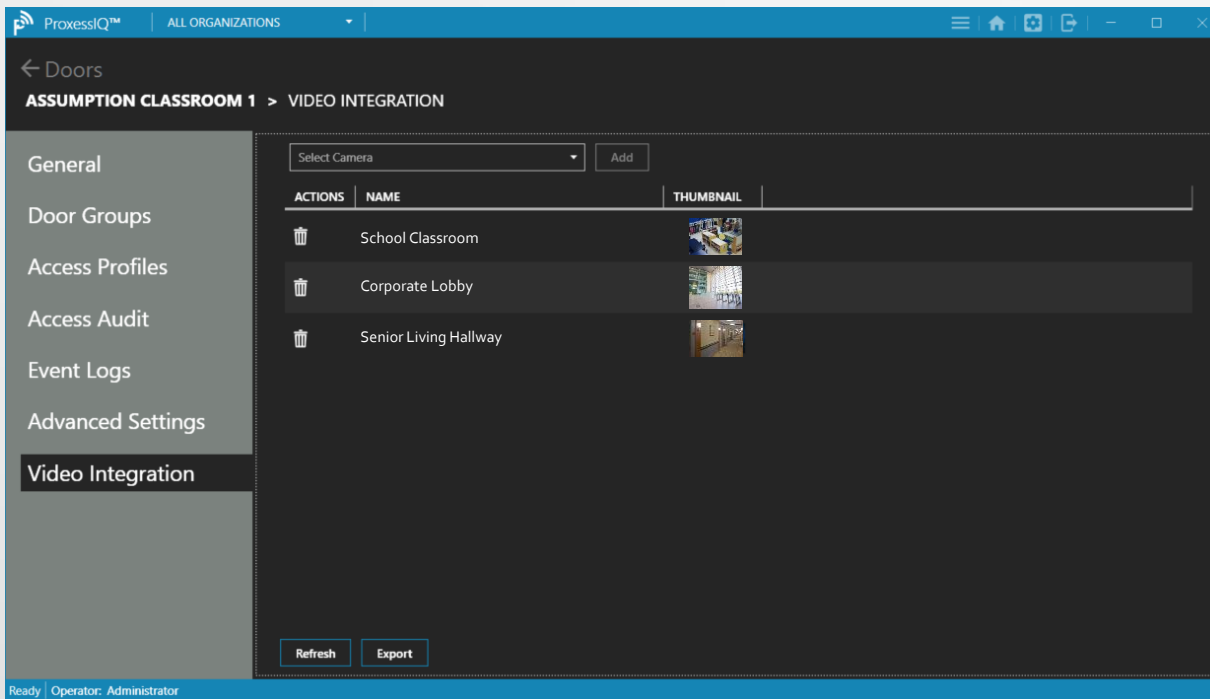 ProxessIQ™ ALL ORGANIZATIONS
Doors
ASSUMPTION CLASSROOM 1 > VIDEO INTEGRATION
General
Door Groups
Access Profiles
Access Audit
Event Logs
Advanced Settings
Video Integration
Select Camera Add
ACTIONS NAME THUMBNAIL
School Classroom
Corporate Lobby
Senior Living Hallway
Refresh Export
Ready Operator: Administrator